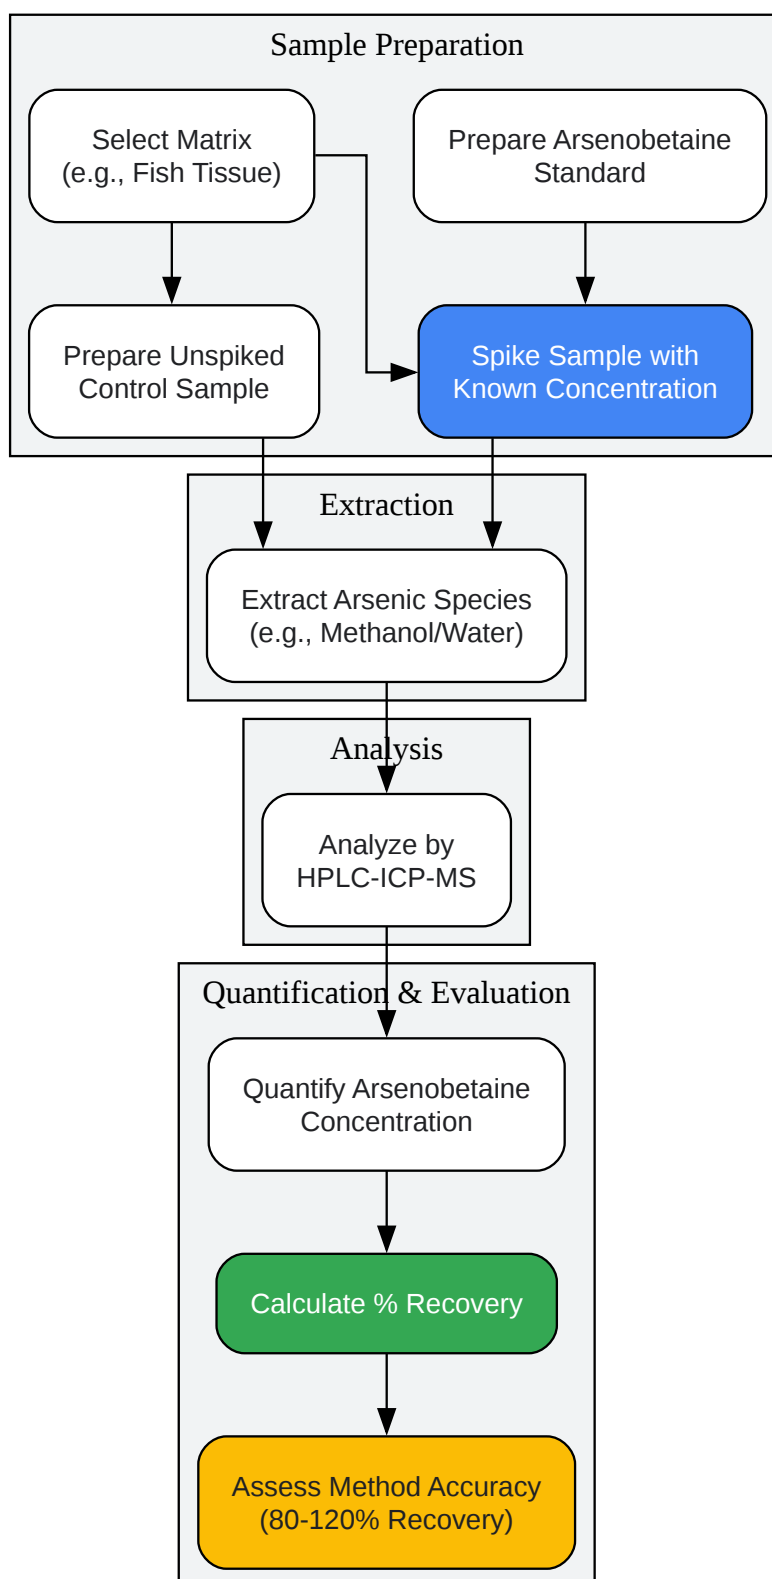 Sample Preparation
Select Matrix
(e.g., Fish Tissue)
Prepare Arsenobetaine
Standard
Prepare Unspiked
Control Sample
Spike Sample with
Known Concentration
Extraction
Extract Arsenic Species
(e.g., Methanol/Water)
Analysis
Analyze by
HPLC-ICP-MS
Quantification & Evaluation
Quantify Arsenobetaine
Concentration
Calculate % Recovery
Assess Method Accuracy
(80-120% Recovery)